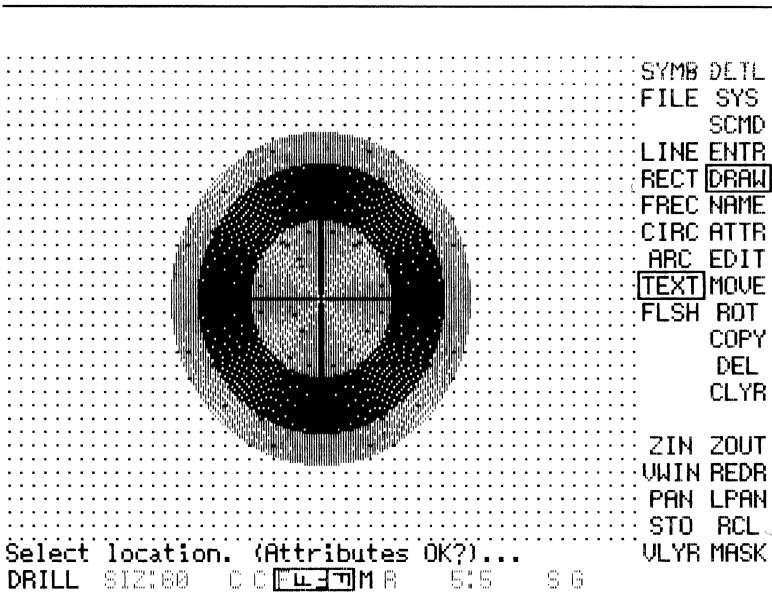 SYMB DETL
FILE SYS
SCMD
LINE ENTR
RECT DRAW
FREC NAME
CIRC ATTR
ARC EDIT
TEXT MOVE
FLSH ROT
COPY
DEL
CLYR
ZIN ZOUT
VWIN REDR
PAN LPAN
STO RCL
VLYR MASK
Select location. (Attributes OK?)...
DRILL SIZ:60 C C F F F F M R 5:5 S G